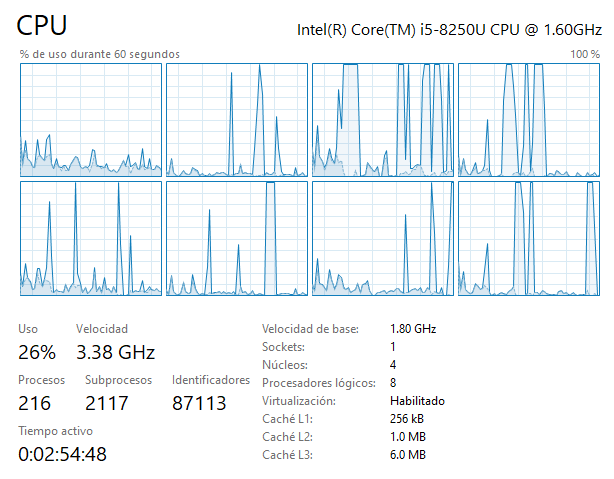 CPU
Intel(R) Core(TM) i5-8250U CPU @ 1.60GHz
% de uso durante 60 segundos
100 %
Uso
Velocidad
26%
3.38 GHz
Procesos
Subprocesos
Identificadores
216
2117
87113
Tiempo activo
0:02:54:48
Velocidad de base:
1.80 GHz
Sockets:
1
Núcleos:
4
Procesadores lógicos:
8
Virtualización:
Habilitado
Caché L1:
256 kB
Caché L2:
1.0 MB
Caché L3:
6.0 MB